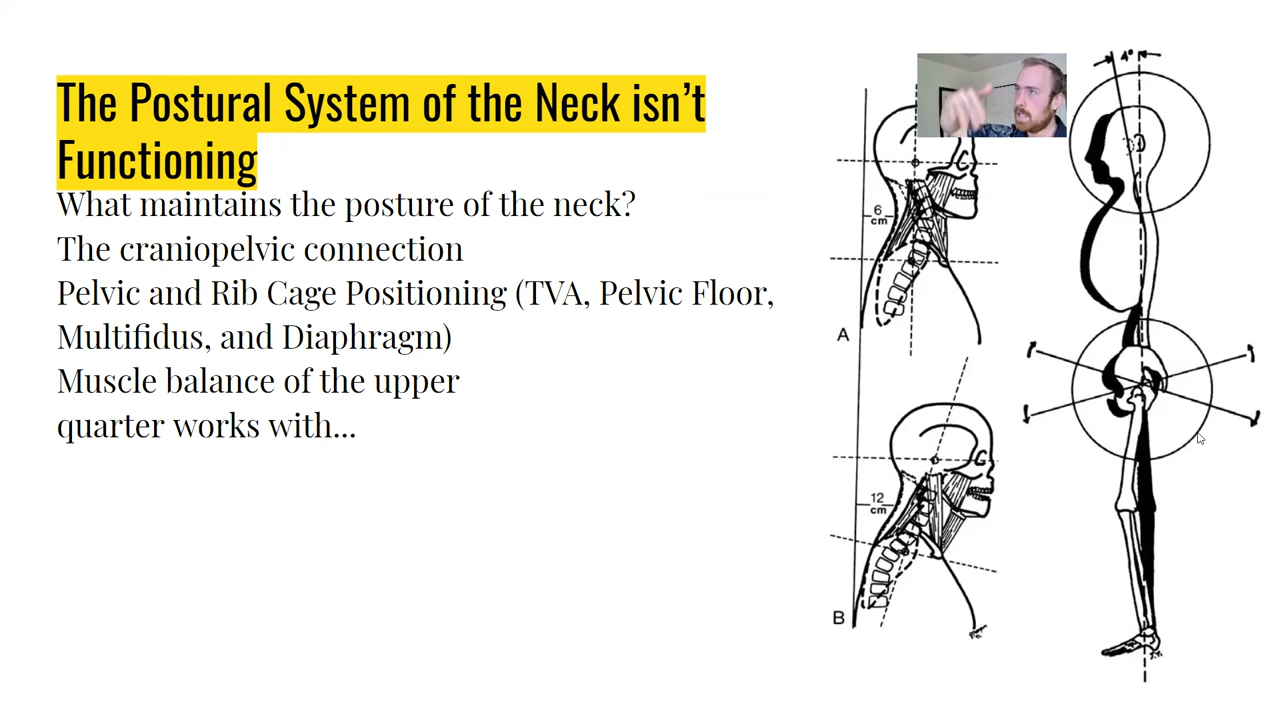 The Postural System of the Neck isn't
Functioning
What maintains the posture of the neck?
The craniopelvic connection
Pelvic and Rib Cage Positioning (TVA, Pelvic Floor,
Multifidus, and Diaphragm)
Muscle balance of the upper
quarter works with...
6
cm
A
12
cm
B
4°